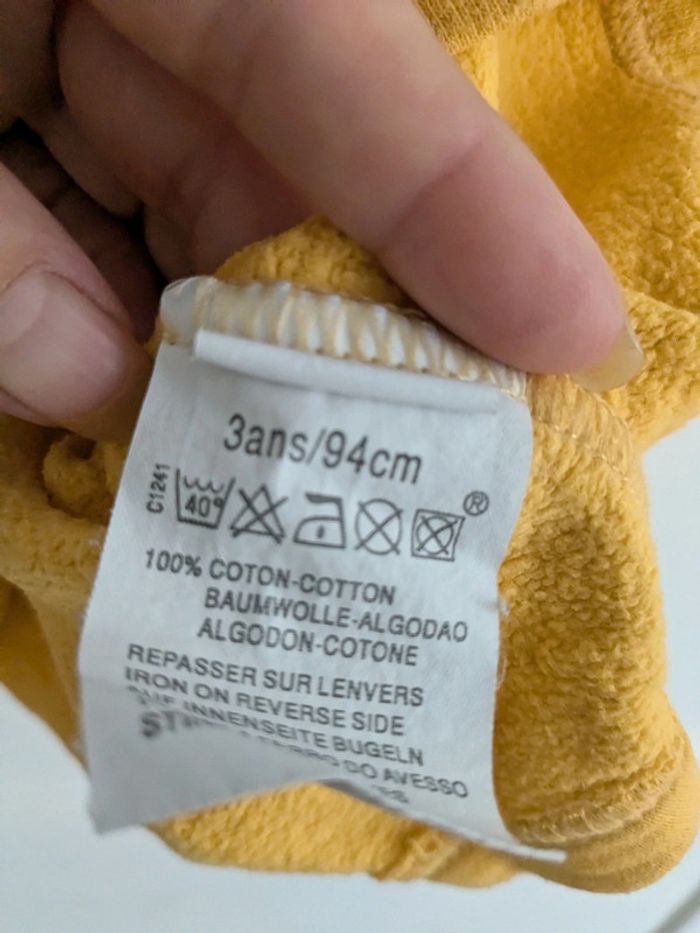 3ans/94cm
C1241
40°
®
100% COTON-COTTON
BAUMWOLLE-ALGODAO
ALGODON-COTONE
REPASSER SUR LENVERS
IRON ON REVERSE SIDE
INNENSEITE BUGELN
DO AVESSO